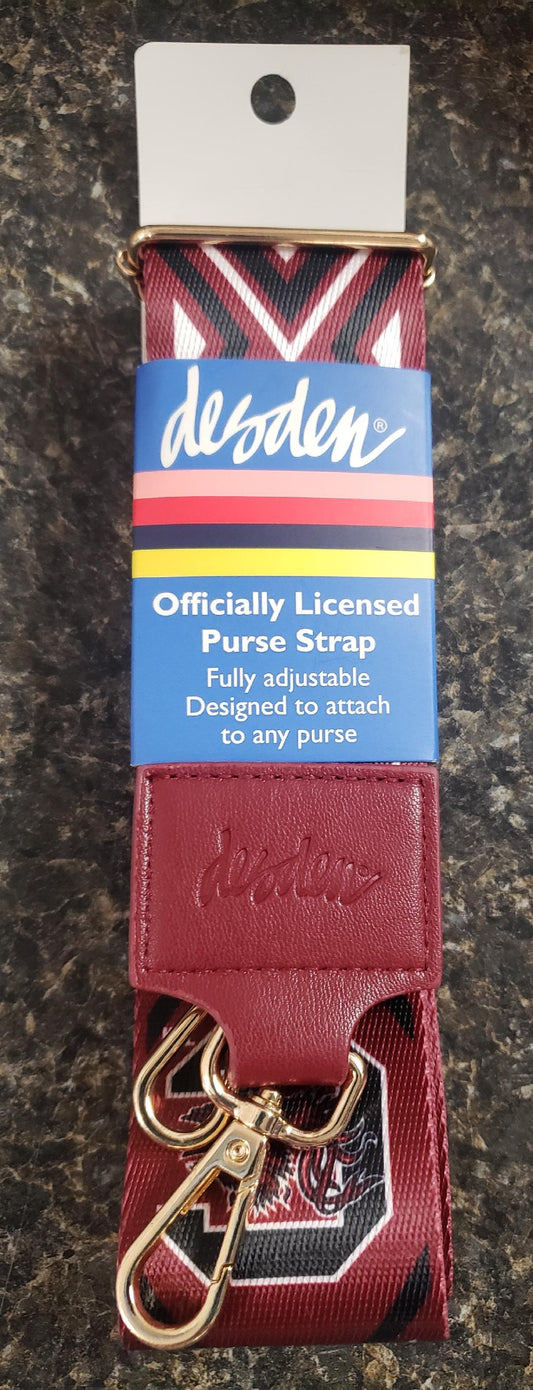 desden®
Officially Licensed
Purse Strap
Fully adjustable
Designed to attach
to any purse
desden
C